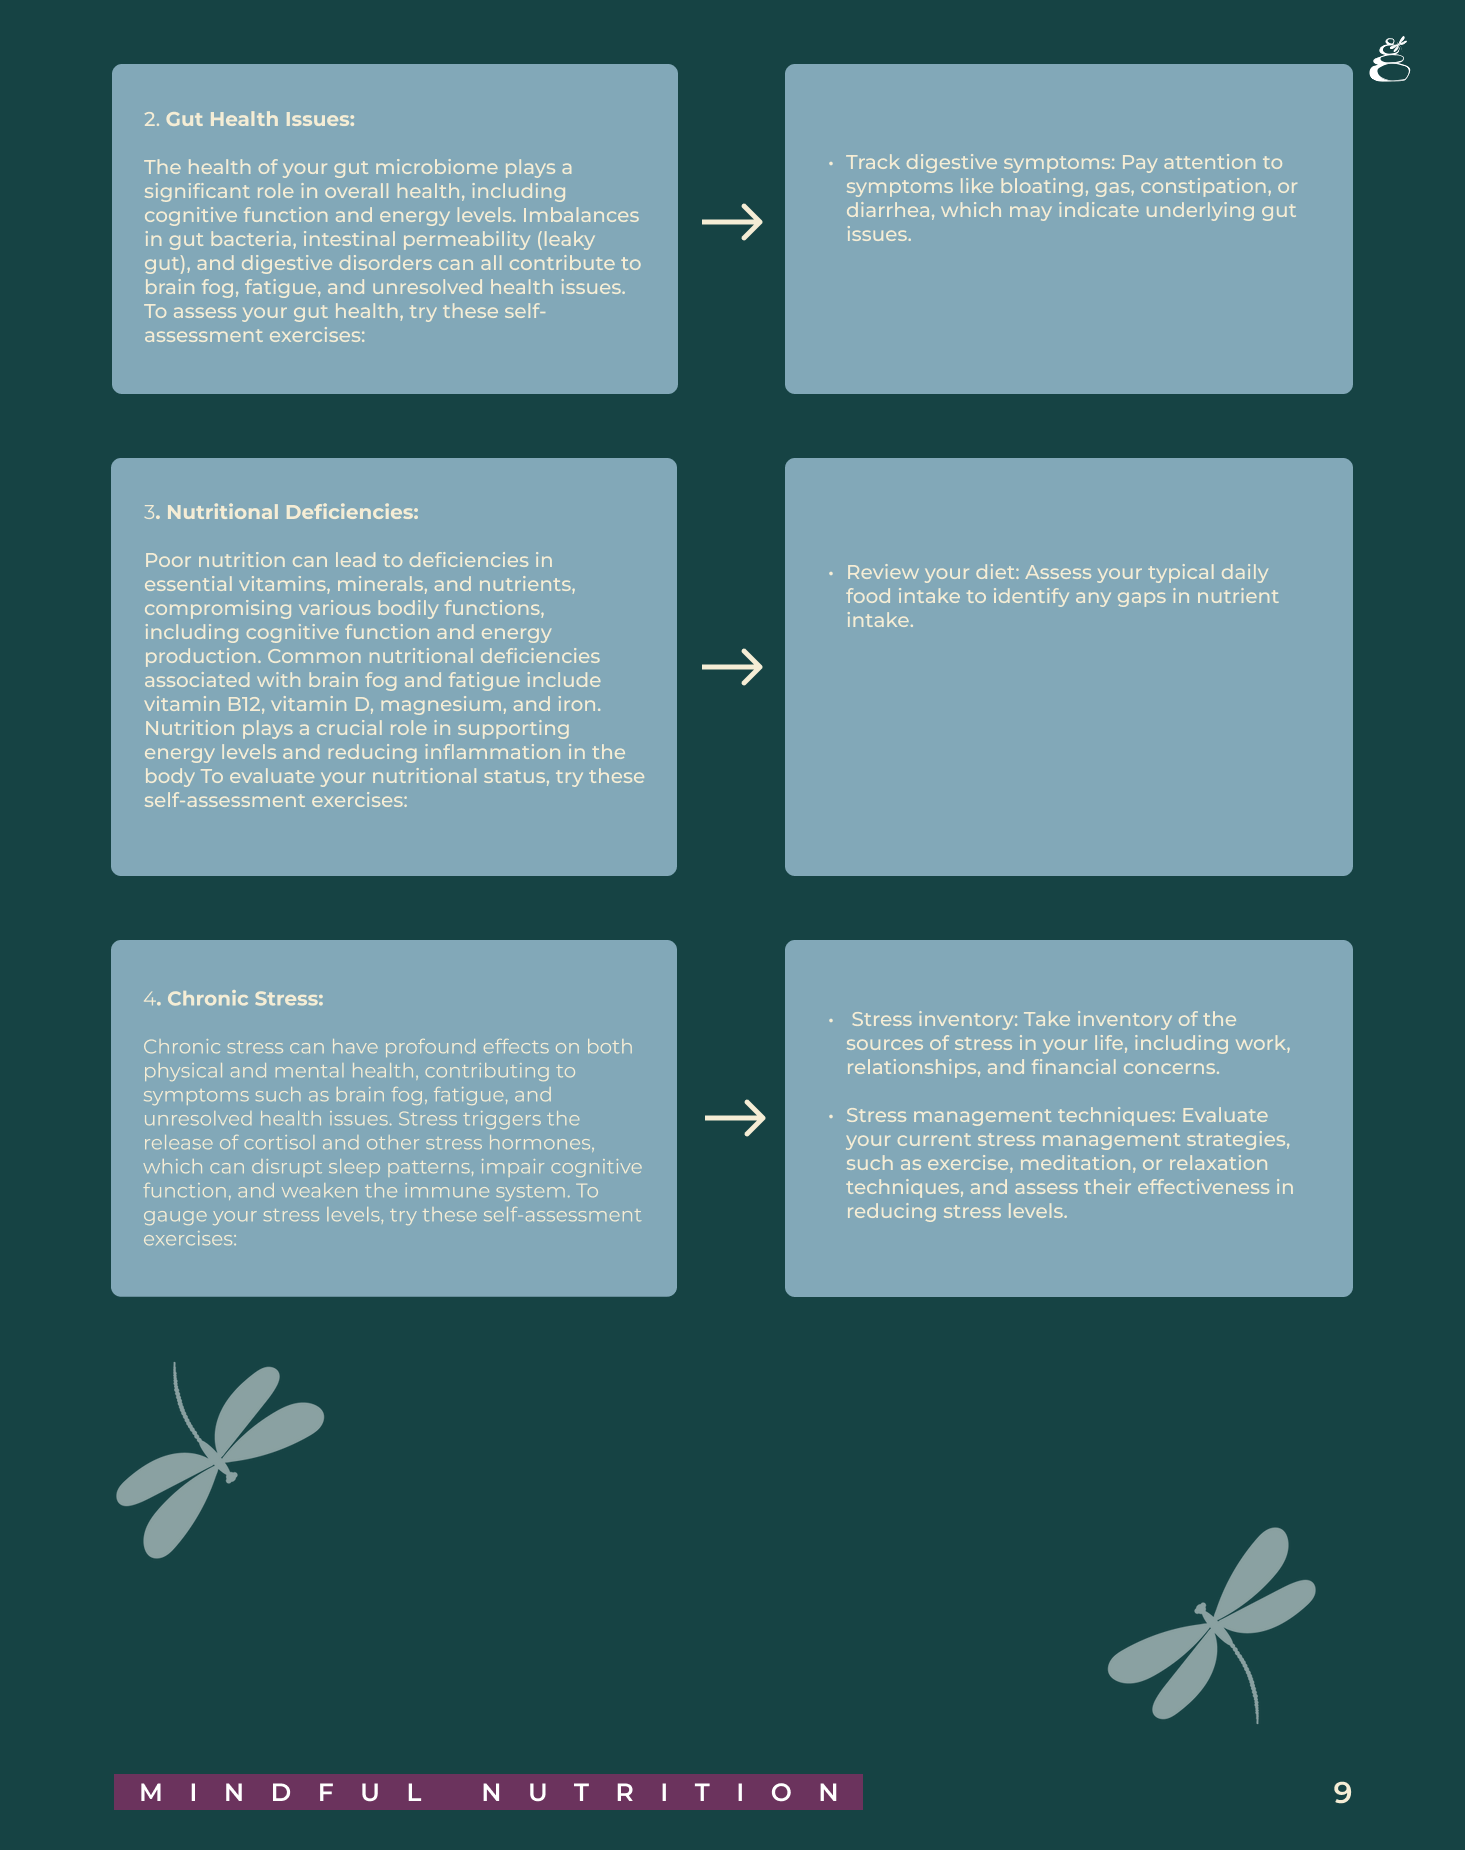 2. Gut Health Issues:
The health of your gut microbiome plays a
significant role in overall health, including
cognitive function and energy levels. Imbalances
in gut bacteria, intestinal permeability (leaky
gut), and digestive disorders can all contribute to
brain fog, fatigue, and unresolved health issues.
To assess your gut health, try these self-
assessment exercises:
• Track digestive symptoms: Pay attention to
symptoms like bloating, gas, constipation, or
diarrhea, which may indicate underlying gut
issues.
3. Nutritional Deficiencies:
Poor nutrition can lead to deficiencies in
essential vitamins, minerals, and nutrients,
compromising various bodily functions,
including cognitive function and energy
production. Common nutritional deficiencies
associated with brain fog and fatigue include
vitamin B12, vitamin D, magnesium, and iron.
Nutrition plays a crucial role in supporting
energy levels and reducing inflammation in the
body To evaluate your nutritional status, try these
self-assessment exercises:
• Review your diet: Assess your typical daily
food intake to identify any gaps in nutrient
intake.
4. Chronic Stress:
Chronic stress can have profound effects on both
physical and mental health, contributing to
symptoms such as brain fog, fatigue, and
unresolved health issues. Stress triggers the
release of cortisol and other stress hormones,
which can disrupt sleep patterns, impair cognitive
function, and weaken the immune system. To
gauge your stress levels, try these self-assessment
exercises:
• Stress inventory: Take inventory of the
sources of stress in your life, including work,
relationships, and financial concerns.
• Stress management techniques: Evaluate
your current stress management strategies,
such as exercise, meditation, or relaxation
techniques, and assess their effectiveness in
reducing stress levels.
MINDFUL NUTRITION
9